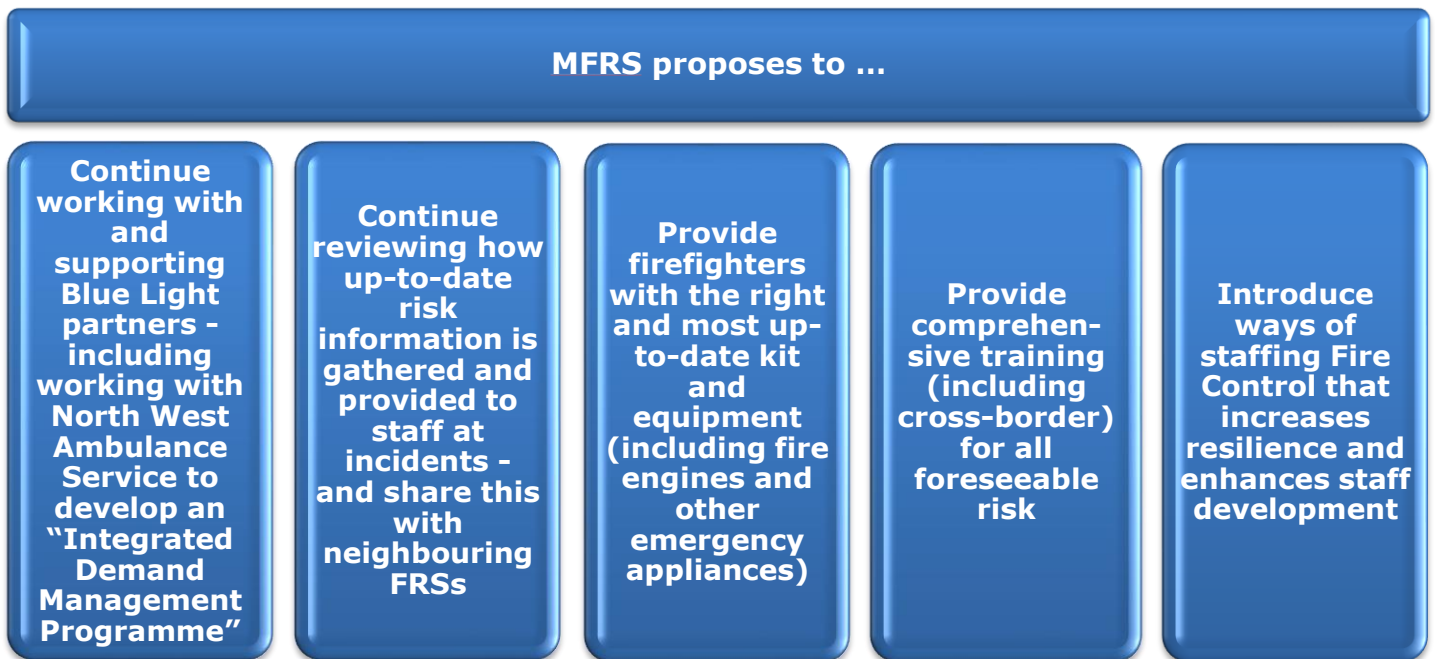 MFRS proposes to ...
Continue
working with
and
supporting
Blue Light
partners -
including
working with
North West
Ambulance
Service to
develop an
“Integrated
Demand
Management
Programme”
Continue
reviewing how
up-to-date
risk
information is
gathered and
provided to
staff at
incidents -
and share this
with
neighbouring
FRSs
Provide
firefighters
with the right
and most up-
to-date kit
and
equipment
(including fire
engines and
other
emergency
appliances)
Provide
comprehen-
sive training
(including
cross-border)
for all
foreseeable
risk
Introduce
ways of
staffing Fire
Control that
increases
resilience and
enhances staff
development